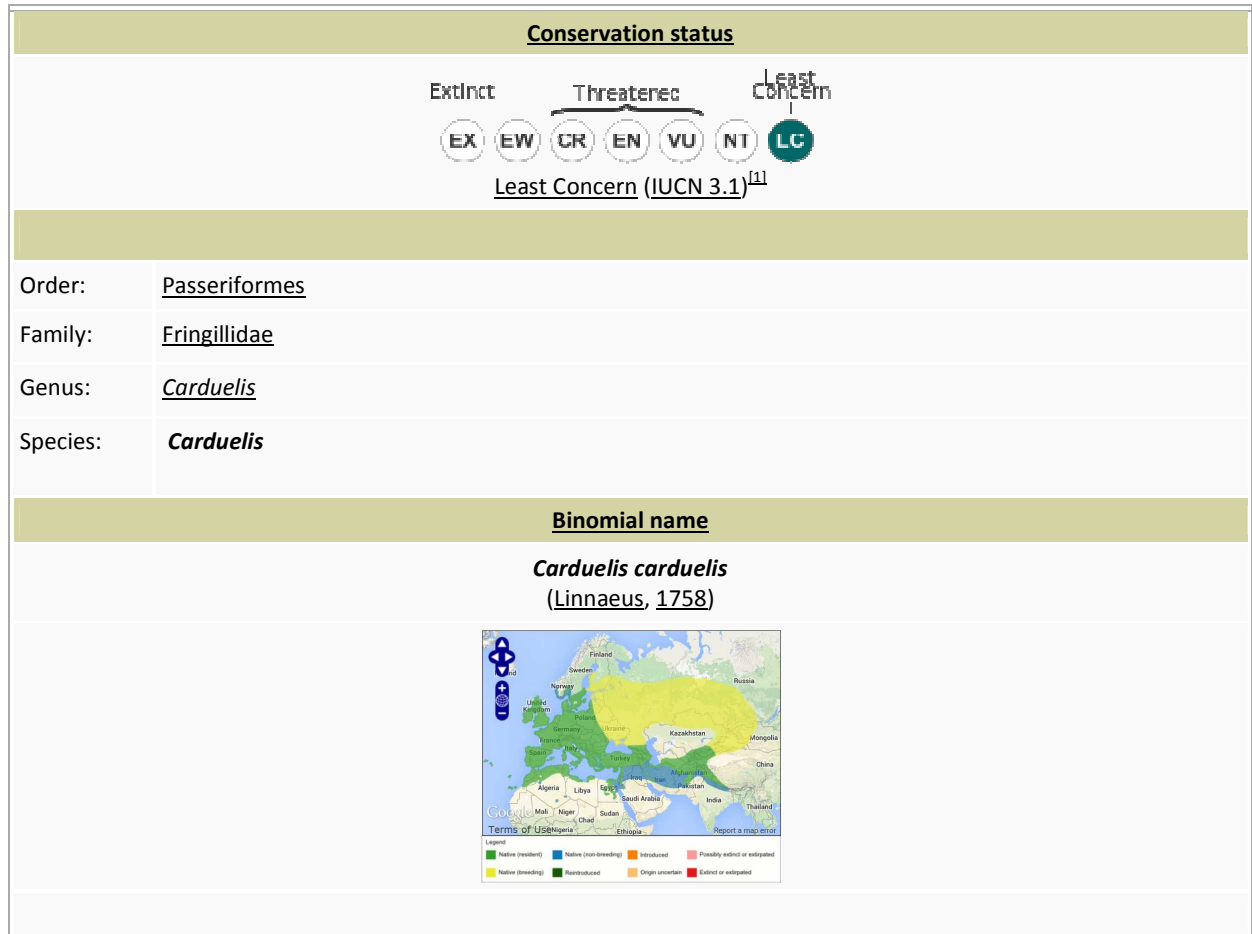 Conservation status
Extinct Threatened Least Concern
EX EW CR EN VU NT LC
Least Concern (IUCN 3.1)[1]
Order: Passeriformes
Family: Fringillidae
Genus: Carduelis
Species: Carduelis
Binomial name
Carduelis carduelis
(Linnaeus, 1758)
Finland
Sweden
Norway
Russia
United Kingdom
Poland
Germany
Ukraine
Kazakhstan
Mongolia
France
Italy
Spain
Turkey
China
Iraq
Iran
Afghanistan
Pakistan
Algeria
Libya
Egypt
Saudi Arabia
India
Thailand
Google
Mali
Niger
Chad
Sudan
Terms of Use
Nigeria
Ethiopia
Report a map error
Legend
Native (resident) Native (non-breeding) Introduced Possibly extinct or extirpated
Native (breeding) Reintroduced Origin uncertain Extinct or extirpated